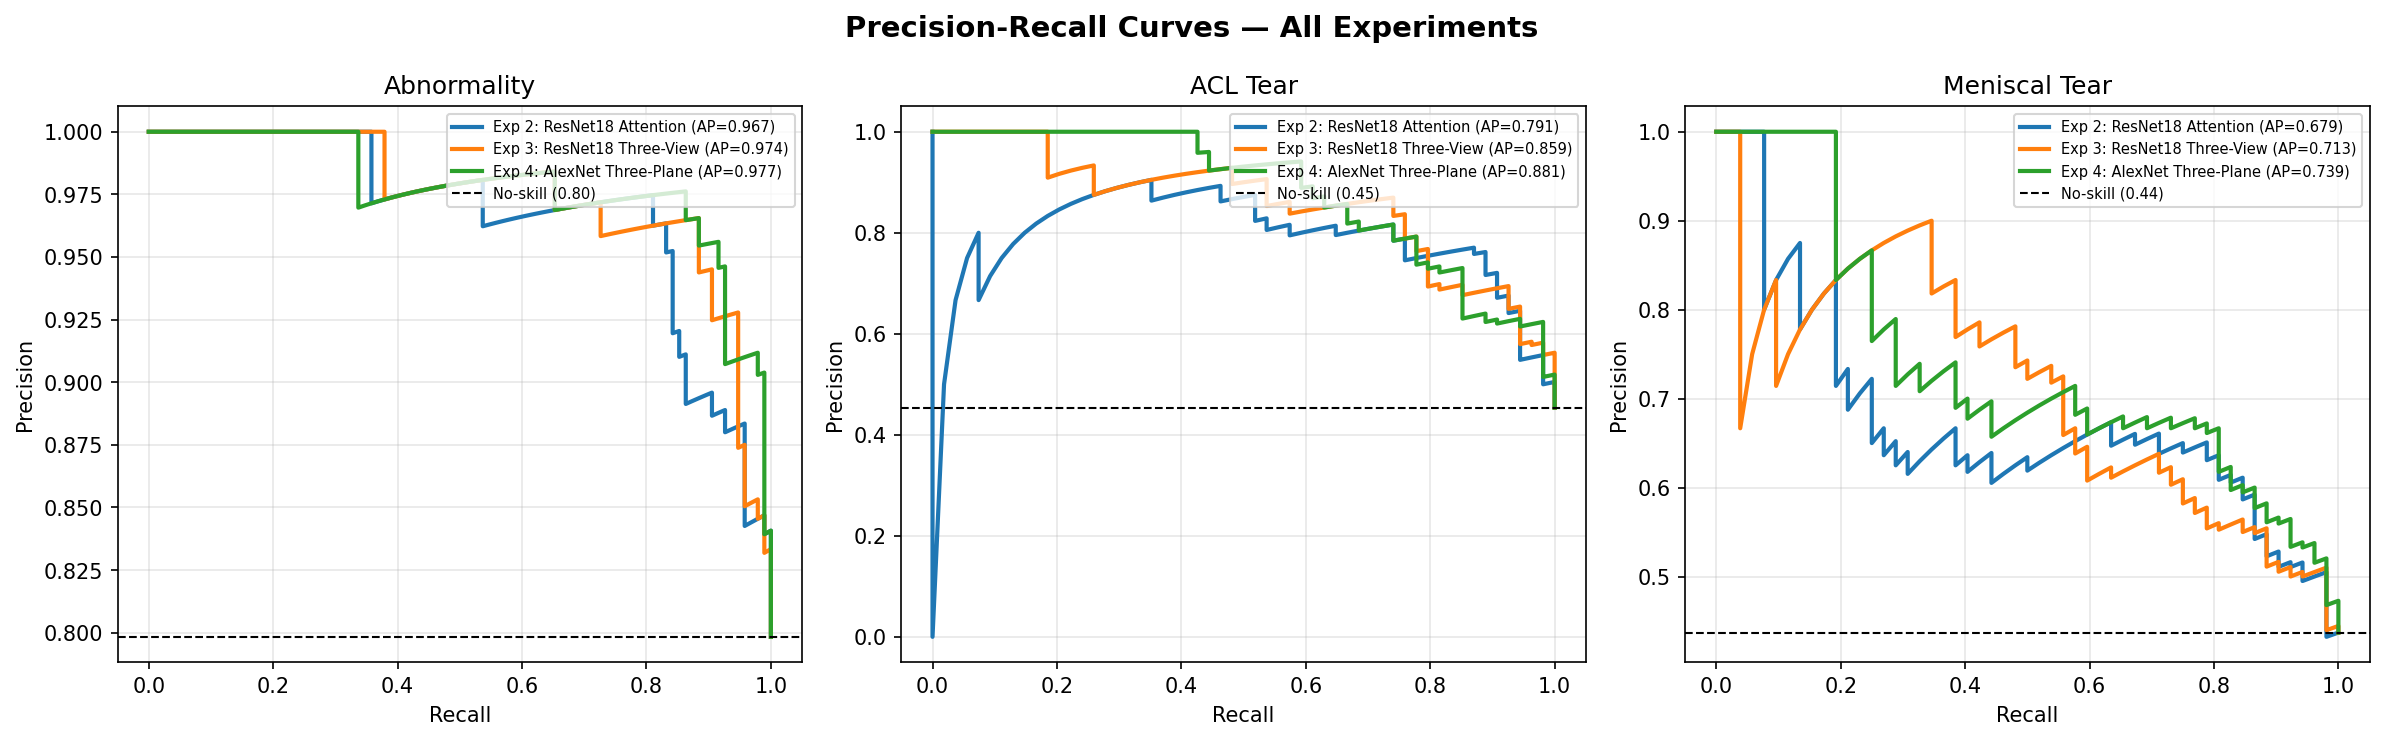 Precision-Recall Curves — All Experiments
Abnormality
Precision
1.000
0.975
0.950
0.925
0.900
0.875
0.850
0.825
0.800
Exp 2: ResNet18 Attention (AP=0.967)
Exp 3: ResNet18 Three-View (AP=0.974)
Exp 4: AlexNet Three-Plane (AP=0.977)
No-skill (0.80)
0.0 0.2 0.4 0.6 0.8 1.0
Recall
ACL Tear
Precision
1.0
0.8
0.6
0.4
0.2
0.0
Exp 2: ResNet18 Attention (AP=0.791)
Exp 3: ResNet18 Three-View (AP=0.859)
Exp 4: AlexNet Three-Plane (AP=0.881)
No-skill (0.45)
0.0 0.2 0.4 0.6 0.8 1.0
Recall
Meniscal Tear
Precision
1.0
0.9
0.8
0.7
0.6
0.5
Exp 2: ResNet18 Attention (AP=0.679)
Exp 3: ResNet18 Three-View (AP=0.713)
Exp 4: AlexNet Three-Plane (AP=0.739)
No-skill (0.44)
0.0 0.2 0.4 0.6 0.8 1.0
Recall